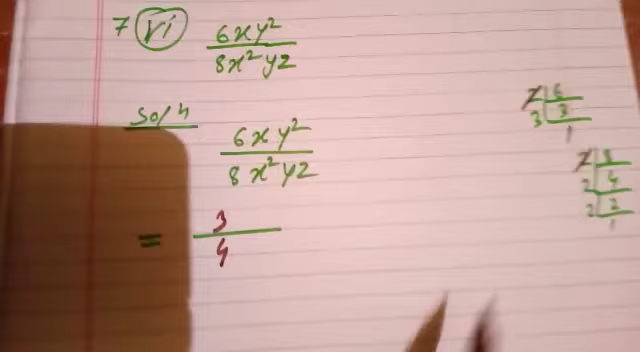 7 (vi) 6xy²/8x²yz
Soln
6xy²/8x²yz
= 3/4
2 | 6
3 | 3
1
2 | 8
2 | 4
2 | 2
1